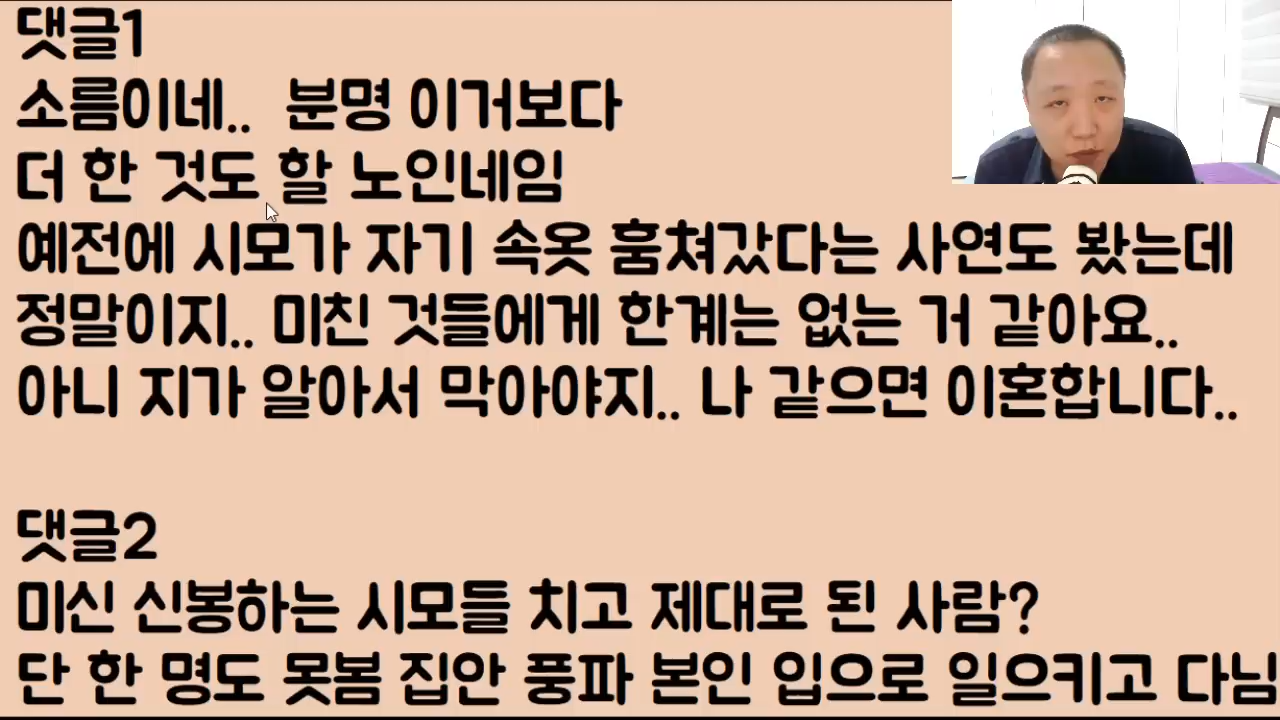 댓글1
소름이네.. 분명 이거보다
더 한 것도 할 노인네임
예전에 시모가 자기 속옷 훔쳐갔다는 사연도 봤는데
정말이지.. 미친 것들에게 한계는 없는 거 같아요..
아니 지가 알아서 막아야지.. 나 같으면 이혼합니다..
댓글2
미신 신봉하는 시모들 치고 제대로 된 사람?
단 한 명도 못봄 집안 풍파 본인 입으로 일으키고 다님